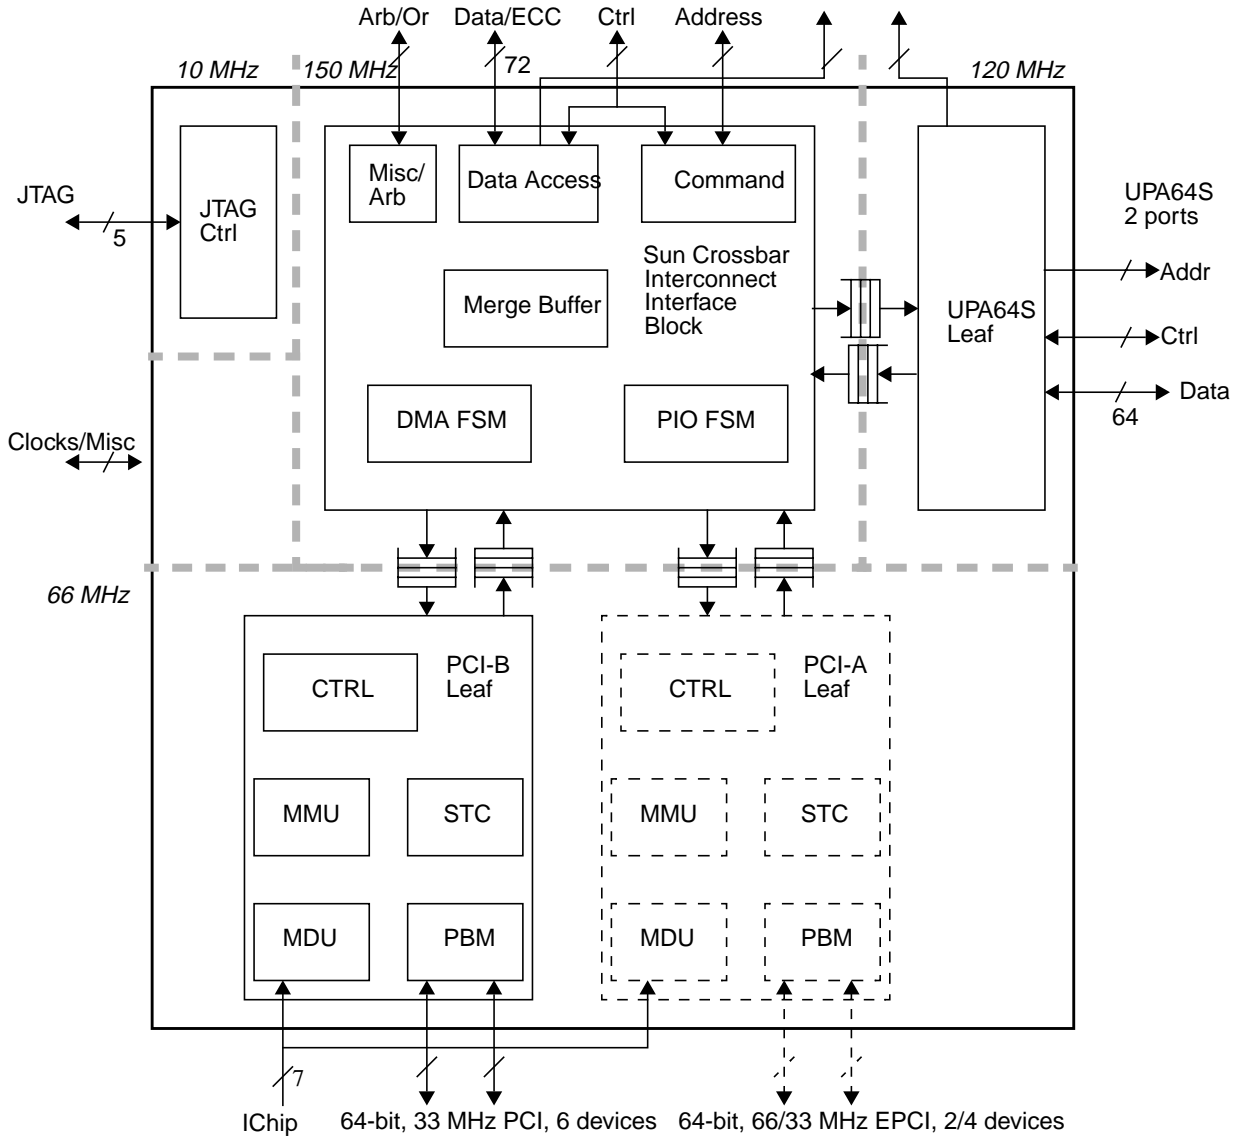 Arb/Or
Data/ECC
Ctrl
Address
10 MHz
150 MHz
72
120 MHz
JTAG
5
JTAG
Ctrl
Misc/
Arb
Data Access
Command
UPA64S
2 ports
Sun Crossbar
Interconnect
Interface
Block
Merge Buffer
UPA64S
Leaf
Addr
Ctrl
Data
64
DMA FSM
PIO FSM
Clocks/Misc
66 MHz
PCI-B
Leaf
CTRL
MMU
STC
MDU
PBM
PCI-A
Leaf
CTRL
MMU
STC
MDU
PBM
7
IChip
64-bit, 33 MHz PCI, 6 devices
64-bit, 66/33 MHz EPCI, 2/4 devices